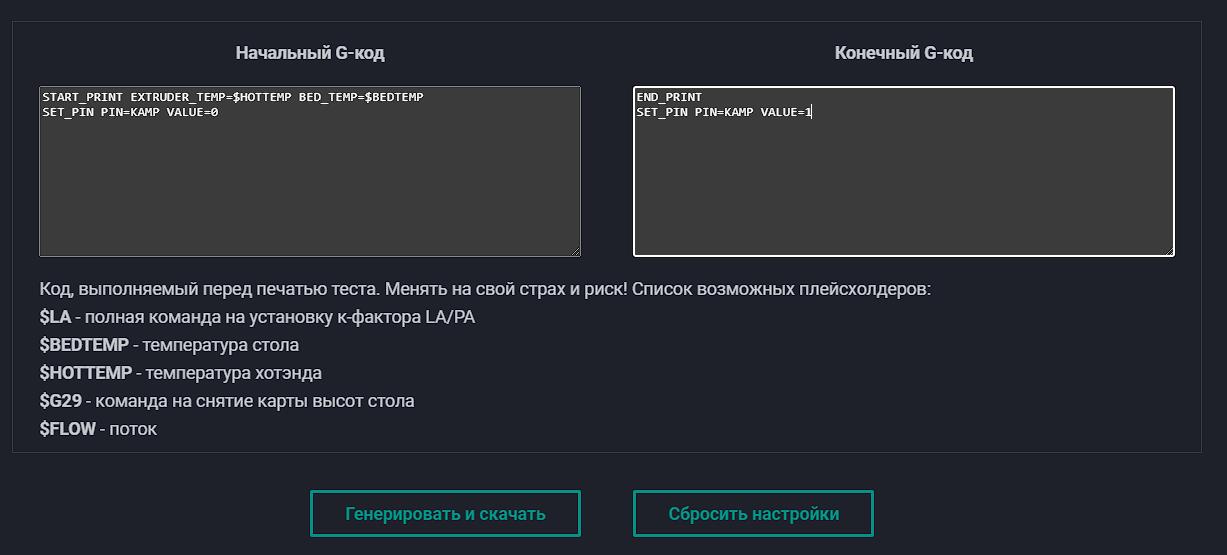 Начальный G-код
Конечный G-код
START_PRINT EXTRUDER_TEMP=$HOTTEMP BED_TEMP=$BEDTEMP
SET_PIN PIN=KAMP VALUE=0
END_PRINT
SET_PIN PIN=KAMP VALUE=1
Код, выполняемый перед печатью теста. Менять на свой страх и риск! Список возможных плейсхолдеров:
$LA - полная команда на установку к-фактора LA/PA
$BEDTEMP - температура стола
$HOTTEMP - температура хотэнда
$G29 - команда на снятие карты высот стола
$FLOW - поток
Генерировать и скачать
Сбросить настройки